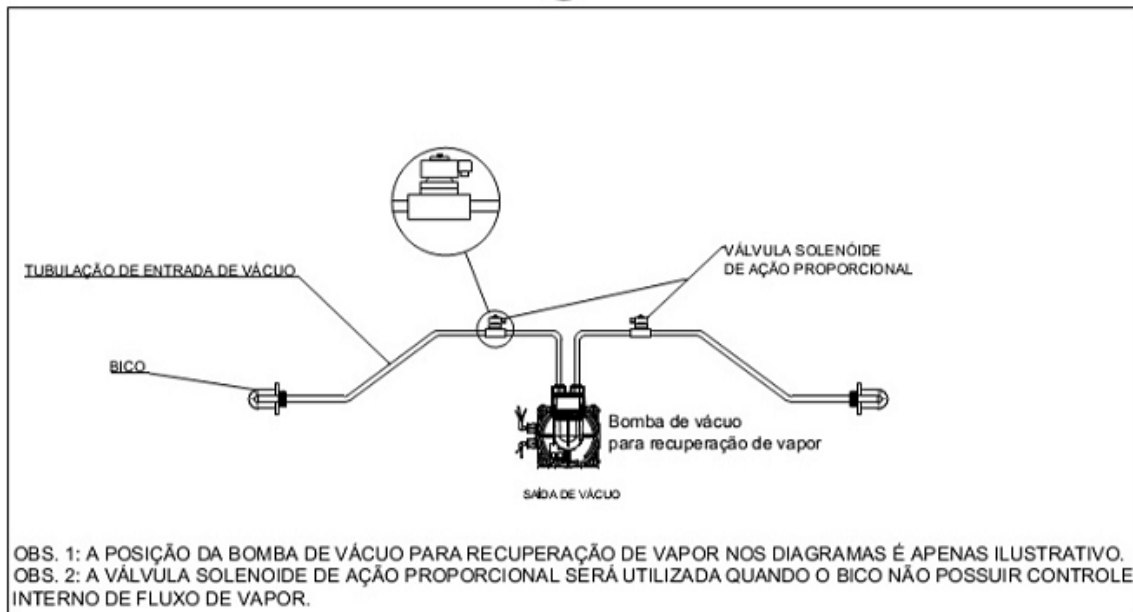 TUBULAÇÃO DE ENTRADA DE VÁCUO
VÁLVULA SOLENÓIDE
DE AÇÃO PROPORCIONAL
BICO
Bomba de vácuo
para recuperação de vapor
SAÍDA DE VÁCUO
OBS. 1: A POSIÇÃO DA BOMBA DE VÁCUO PARA RECUPERAÇÃO DE VAPOR NOS DIAGRAMAS É APENAS ILUSTRATIVO.
OBS. 2: A VÁLVULA SOLENOIDE DE AÇÃO PROPORCIONAL SERÁ UTILIZADA QUANDO O BICO NÃO POSSUIR CONTROLE
INTERNO DE FLUXO DE VAPOR.